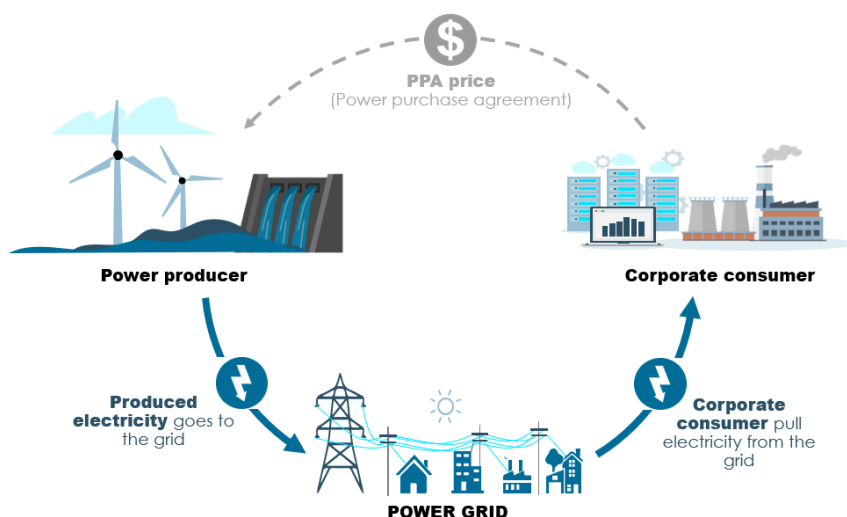 $
PPA price
(Power purchase agreement)
Power producer
Corporate consumer
Produced
electricity goes to
the grid
Corporate
consumer pull
electricity from the
grid
POWER GRID